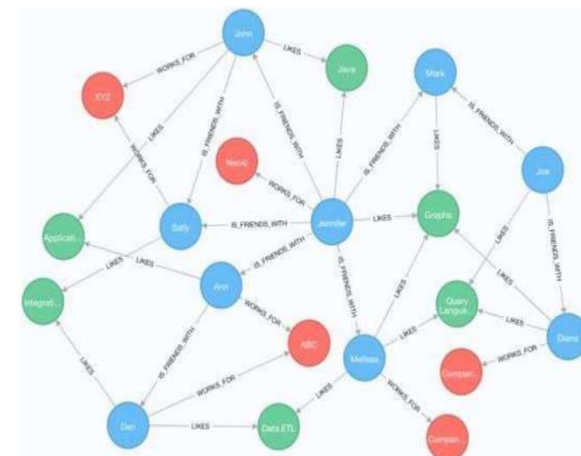 John
LIKES
Java
Mark
WORKS_FOR
XYZ
LIKES
IS_FRIENDS_WITH
IS_FRIENDS_WITH
LIKES
IS_FRIENDS_WITH
LIKES
IS_FRIENDS_WITH
WORKS_FOR
Neo4j
WORKS_FOR
Joe
Sally
IS_FRIENDS_WITH
Jennifer
LIKES
Graphs
LIKES
IS_FRIENDS_WITH
Applicati...
LIKES
LIKES
IS_FRIENDS_WITH
IS_FRIENDS_WITH
LIKES
LIKES
Integrati...
Ann
WORKS_FOR
Query
Langua...
LIKES
Diana
IS_FRIENDS_WITH
ABC
Melissa
LIKES
WORKS_FOR
Compan...
LIKES
WORKS_FOR
LIKES
WORKS_FOR
Dan
LIKES
Data ETL
Compan...